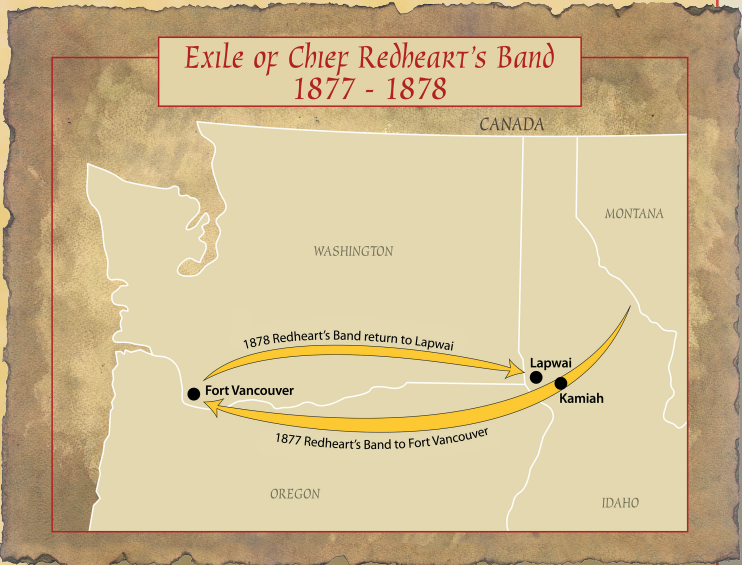 Exile of Chief Redheart's Band
1877 - 1878
CANADA
MONTANA
WASHINGTON
1878 Redheart's Band return to Lapwai
Lapwai
Fort Vancouver
Kamiah
1877 Redheart's Band to Fort Vancouver
OREGON
IDAHO